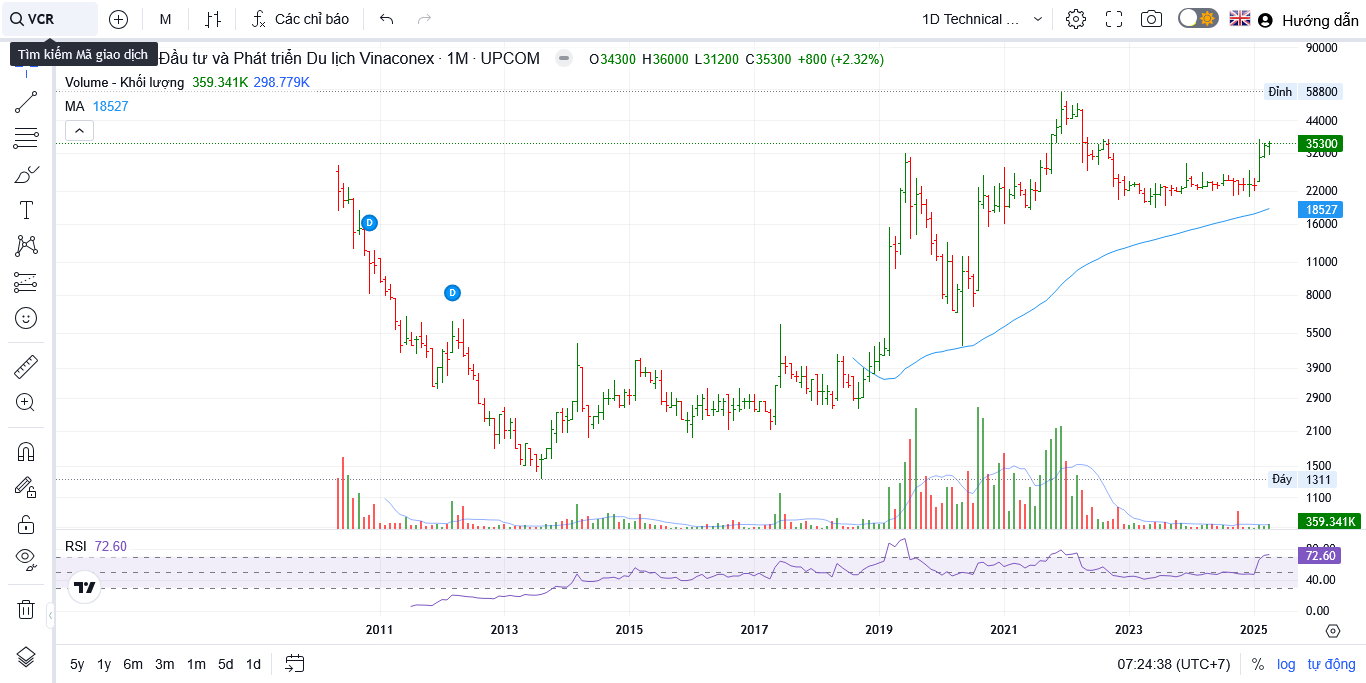 VCR
M
Các chỉ báo
1D Technical ...
Hướng dẫn
Tìm kiếm Mã giao dịch
Đầu tư và Phát triển Du lịch Vinaconex · 1M · UPCOM
O34300 H36000 L31200 C35300 +800 (+2.32%)
Volume - Khối lượng 359.341K 298.779K
MA 18527
90000
Đỉnh 58800
44000
35300
32000
22000
18527
16000
11000
8000
5500
3900
2900
2100
1500
Đáy 1311
1100
359.341K
D
D
RSI 72.60
80.00
72.60
40.00
0.00
2011 2013 2015 2017 2019 2021 2023 2025
5y 1y 6m 3m 1m 5d 1d
07:24:38 (UTC+7) % log tự động